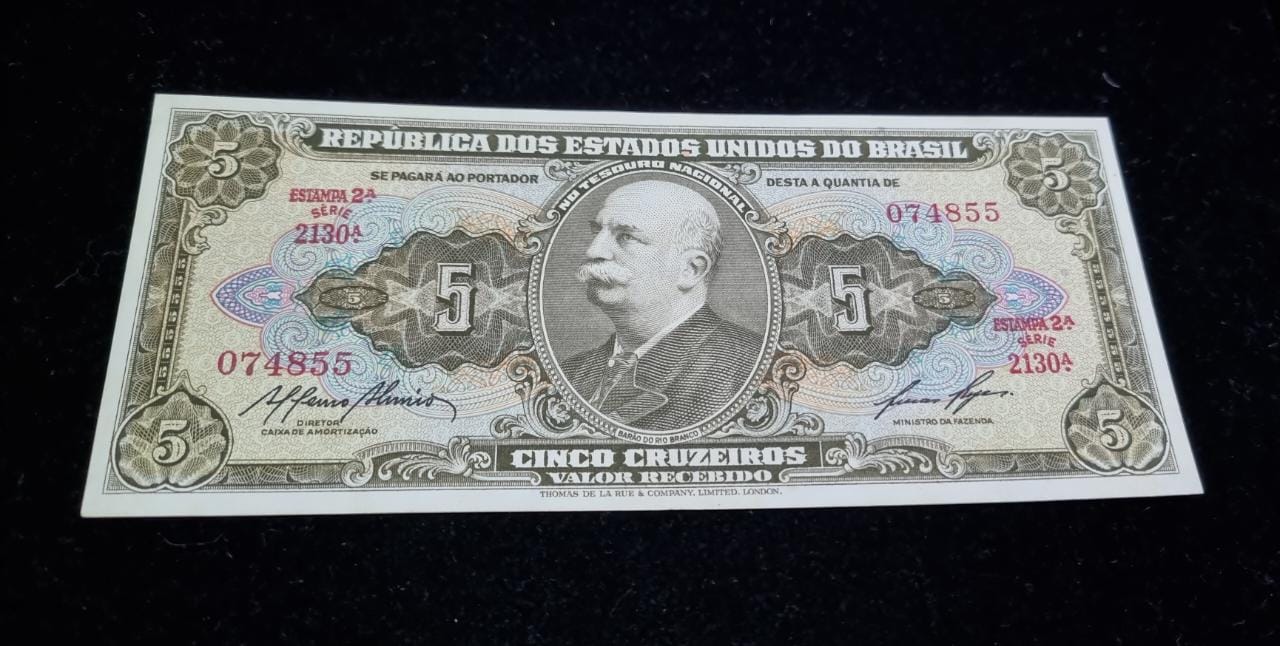 REPÚBLICA DOS ESTADOS UNIDOS DO BRASIL
5
5
SE PAGARÁ AO PORTADOR
NO TESOURO NACIONAL
DESTA A QUANTIA DE
ESTAMPA 2ª
SÉRIE
2130ª
074855
5
5
5
5
ESTAMPA 2ª
SÉRIE
2130ª
074855
DIRETOR
CAIXA DE AMORTIZAÇÃO
MINISTRO DA FAZENDA
BARÃO DO RIO BRANCO
5
5
CINCO CRUZEIROS
VALOR RECEBIDO
THOMAS DE LA RUE & COMPANY, LIMITED. LONDON.